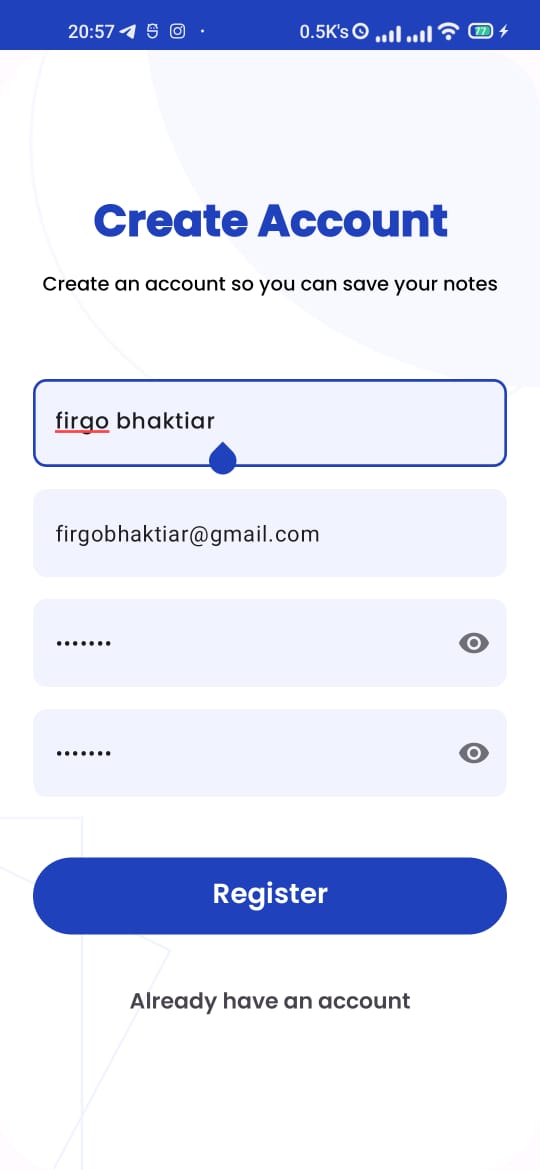 20:57
0.5K's
77
Create Account
Create an account so you can save your notes
firgo bhaktiar
firgobhaktiar@gmail.com
•••••••
•••••••
Register
Already have an account